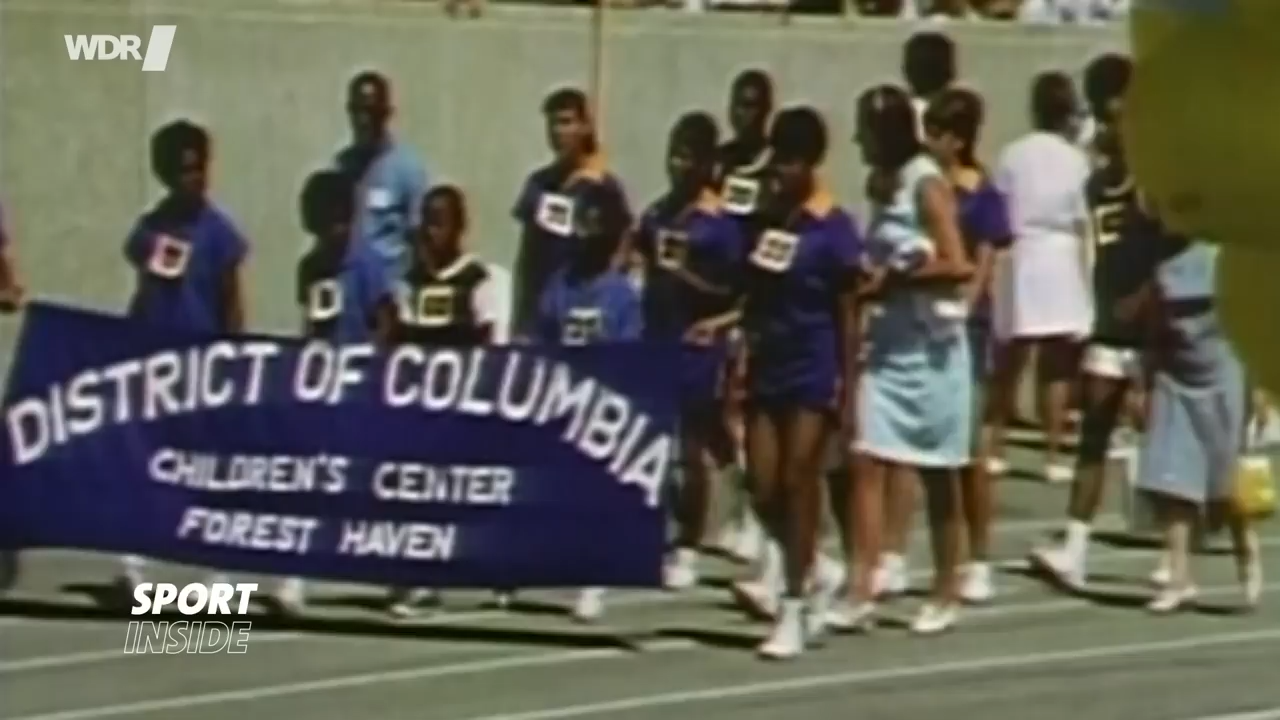 WDR
DISTRICT OF COLUMBIA
CHILDREN'S CENTER
FOREST HAVEN
SPORT
INSIDE